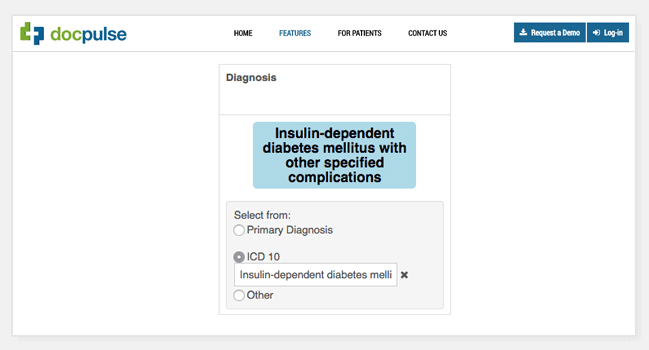 docpulse HOME FEATURES FOR PATIENTS CONTACT US Request a Demo Log-in
Diagnosis
Insulin-dependent
diabetes mellitus with
other specified
complications
Select from:
Primary Diagnosis
ICD 10
Insulin-dependent diabetes melli
Other